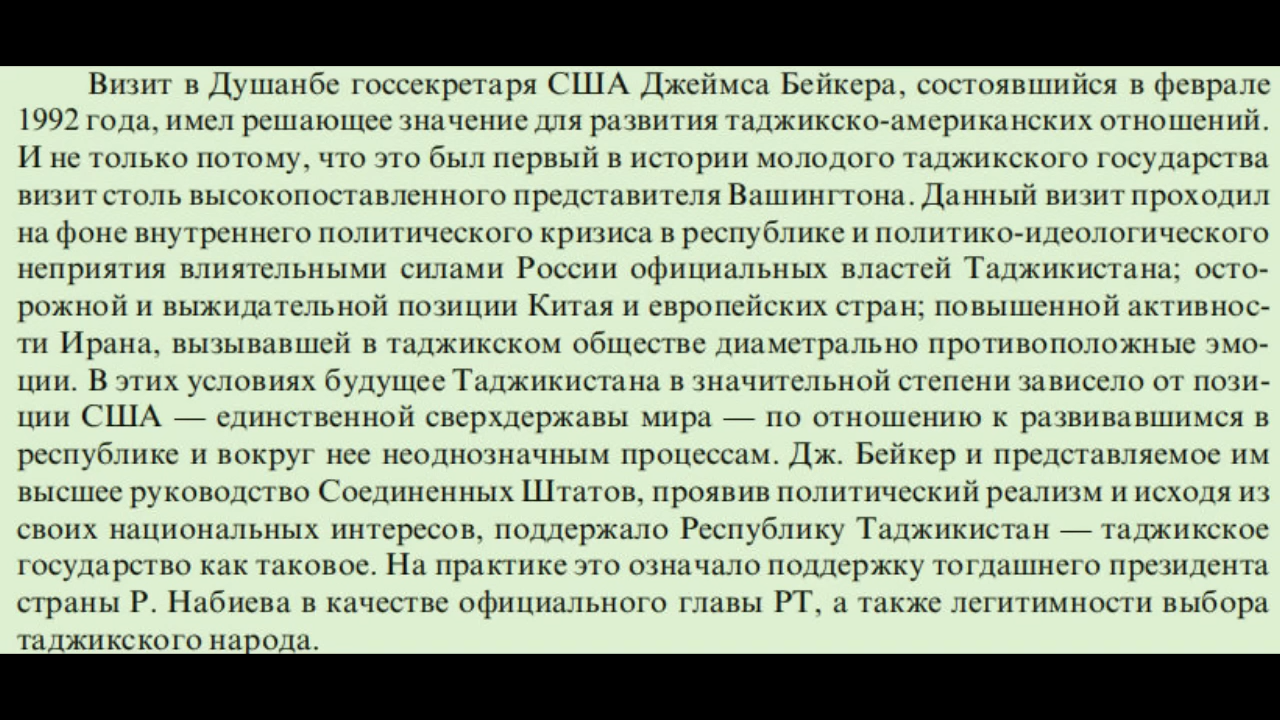 Визит в Душанбе госсекретаря США Джеймса Бейкера, состоявшийся в феврале
1992 года, имел решающее значение для развития таджикско-американских отношений.
И не только потому, что это был первый в истории молодого таджикского государства
визит столь высокопоставленного представителя Вашингтона. Данный визит проходил
на фоне внутреннего политического кризиса в республике и политико-идеологического
неприятия влиятельными силами России официальных властей Таджикистана; осто-
рожной и выжидательной позиции Китая и европейских стран; повышенной активнос-
ти Ирана, вызывавшей в таджикском обществе диаметрально противоположные эмо-
ции. В этих условиях будущее Таджикистана в значительной степени зависело от пози-
ции США — единственной сверхдержавы мира — по отношению к развивавшимся в
республике и вокруг нее неоднозначным процессам. Дж. Бейкер и представляемое им
высшее руководство Соединенных Штатов, проявив политический реализм и исходя из
своих национальных интересов, поддержало Республику Таджикистан — таджикское
государство как таковое. На практике это означало поддержку тогдашнего президента
страны Р. Набиева в качестве официального главы РТ, а также легитимности выбора
таджикского народа.